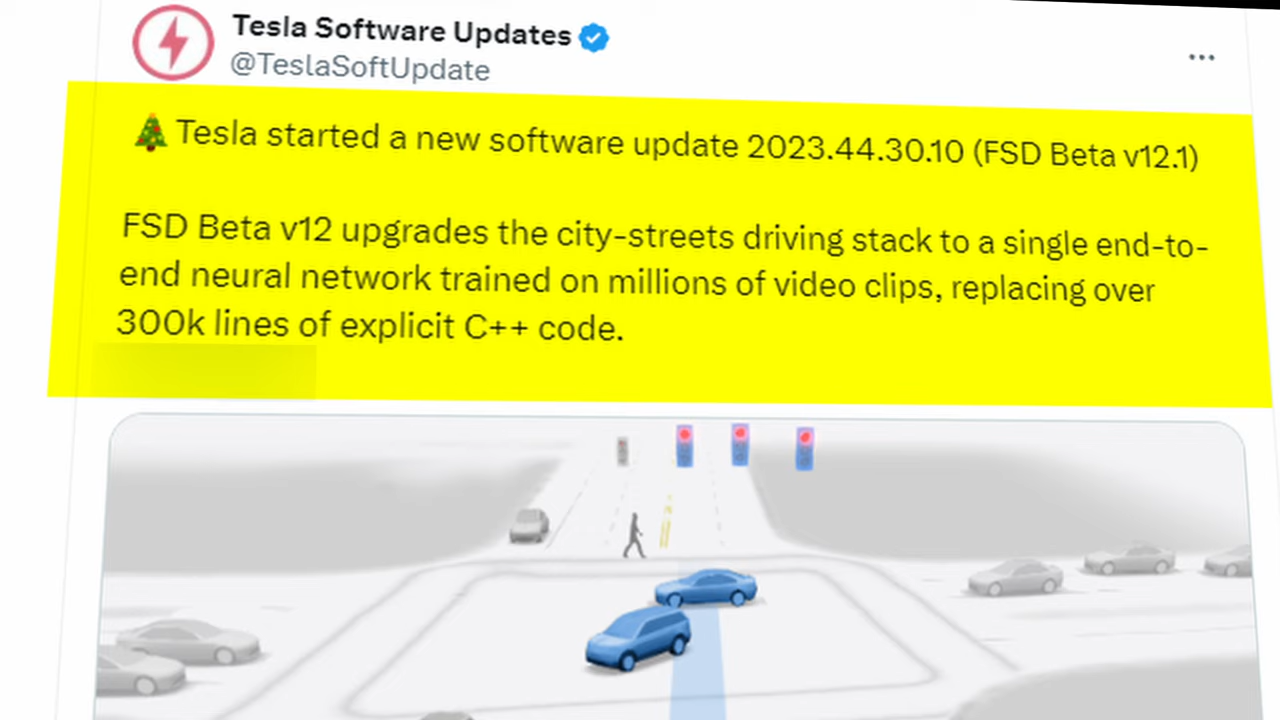 Tesla Software Updates
@TeslaSoftUpdate
🎄Tesla started a new software update 2023.44.30.10 (FSD Beta v12.1)
FSD Beta v12 upgrades the city-streets driving stack to a single end-to-
end neural network trained on millions of video clips, replacing over
300k lines of explicit C++ code.